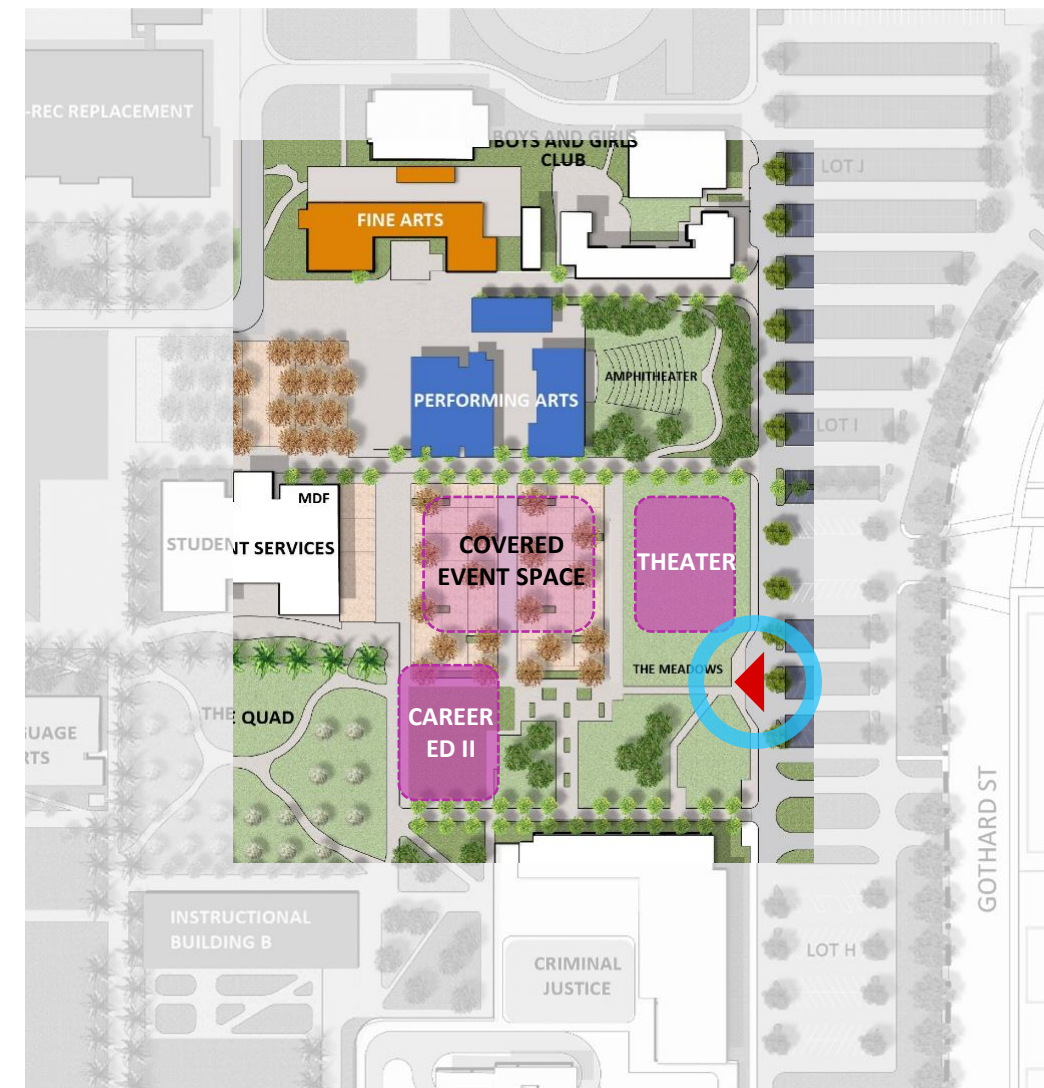 -REC REPLACEMENT
BOYS AND GIRLS
CLUB
LOT J
FINE ARTS
AMPHITHEATER
PERFORMING ARTS
LOT I
MDF
STUDENT SERVICES
COVERED
EVENT SPACE
THEATER
THE MEADOWS
THE QUAD
CAREER
ED II
GUAGE
RTS
GOTHARD ST
INSTRUCTIONAL
BUILDING B
LOT H
CRIMINAL
JUSTICE